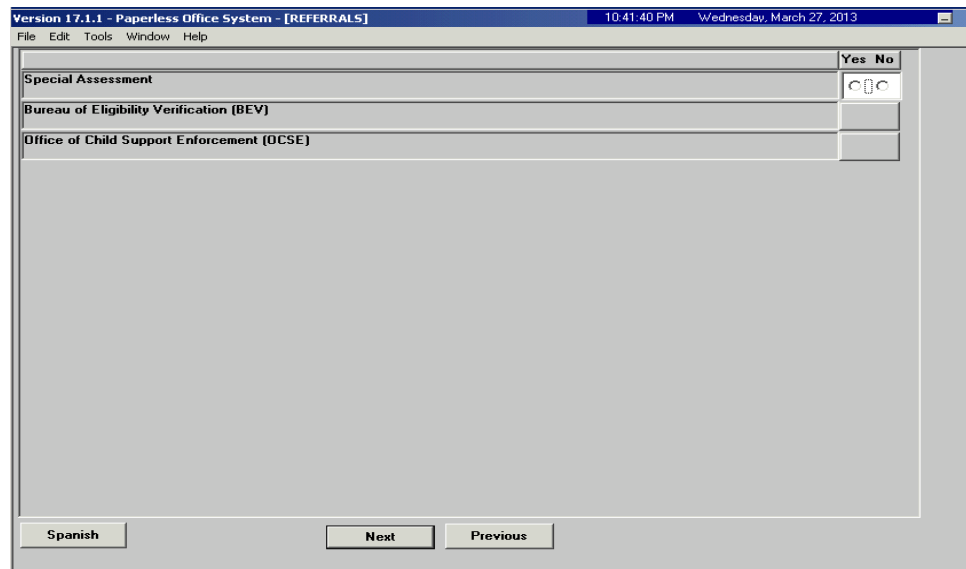 Version 17.1.1 - Paperless Office System - [REFERRALS] 10:41:40 PM Wednesday, March 27, 2013
File Edit Tools Window Help
Yes No
Special Assessment
Bureau of Eligibility Verification (BEV)
Office of Child Support Enforcement (OCSE)
Spanish Next Previous